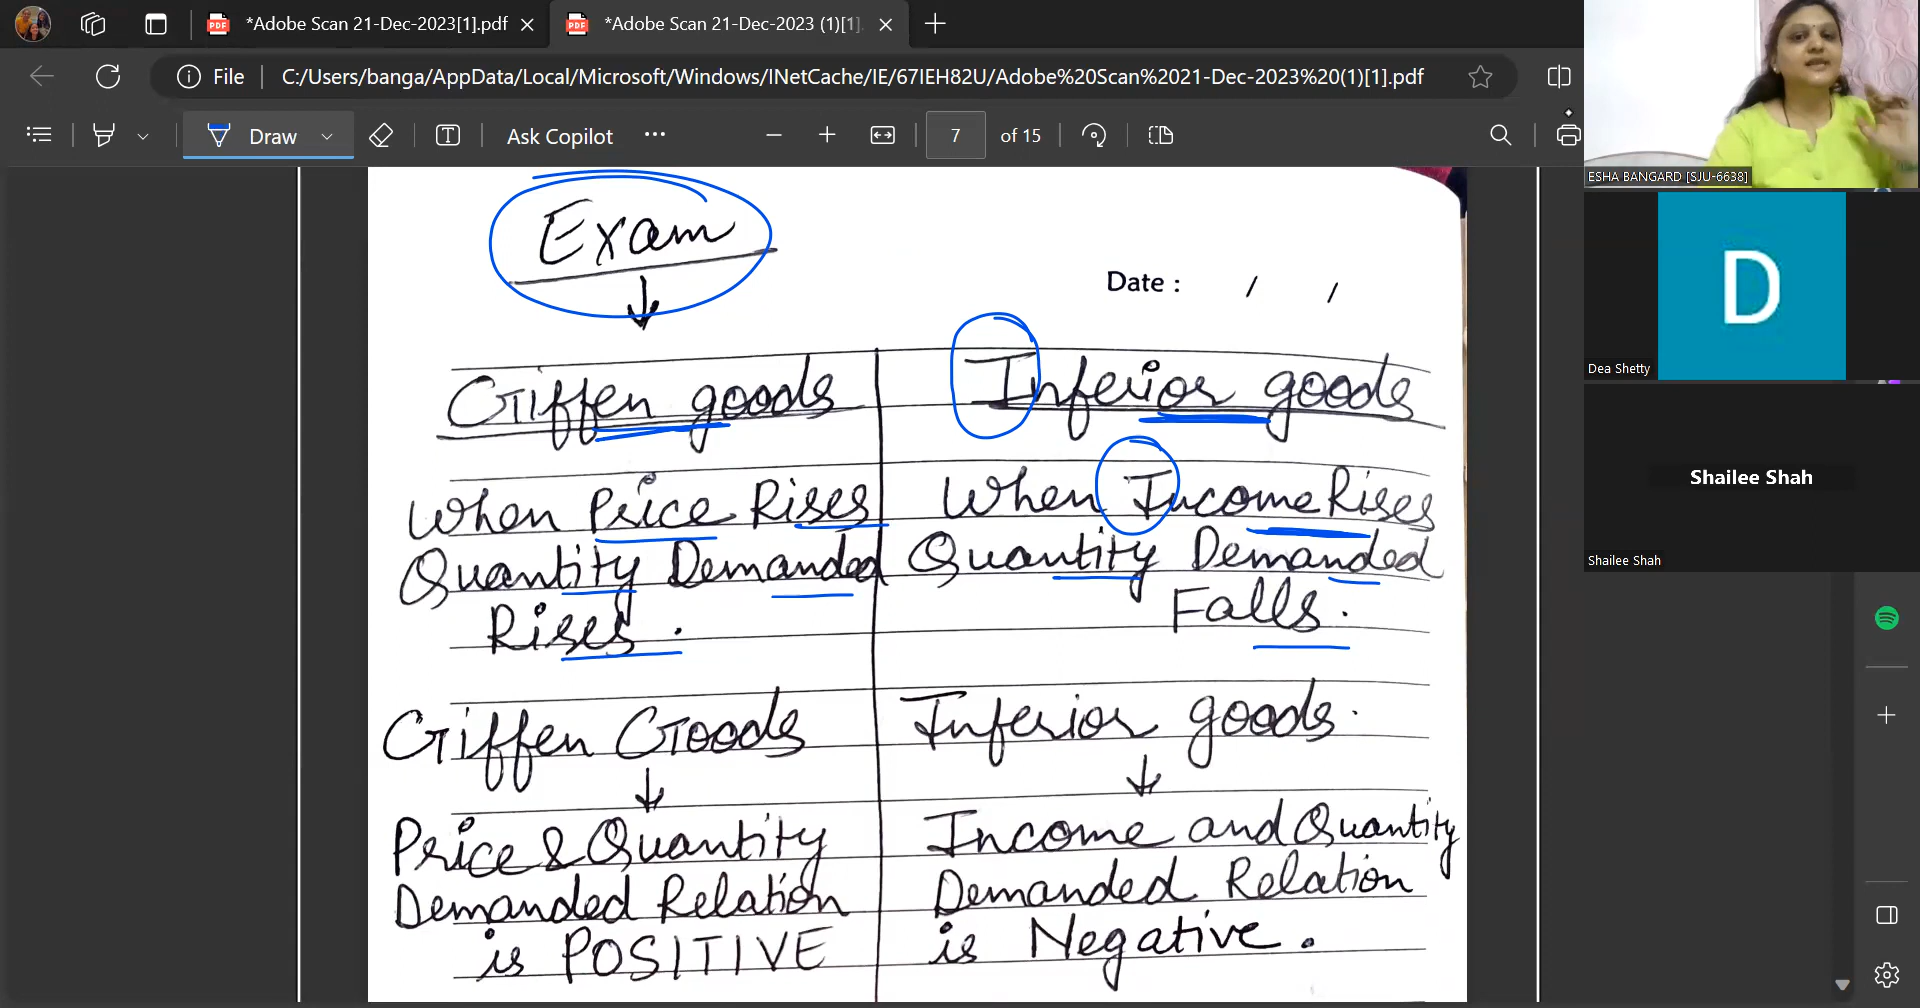 *Adobe Scan 21-Dec-2023[1].pdf
*Adobe Scan 21-Dec-2023 (1)[1].
File
C:/Users/banga/AppData/Local/Microsoft/Windows/INetCache/IE/67IEH82U/Adobe%20Scan%2021-Dec-2023%20(1)[1].pdf
Draw
Ask Copilot
7 of 15
ESHA BANGARD [SJU-6638]
D
Dea Shetty
Shailee Shah
Shailee Shah
Exam
Date : / /
Giffen goods
When Price Rises
Quantity Demanded
Rises.
Giffen Goods
Price & Quantity
Demanded Relation
is POSITIVE
Inferior goods
When Income Rises
Quantity Demanded
Falls.
Inferior goods.
Income and Quantity
Demanded Relation
is Negative.